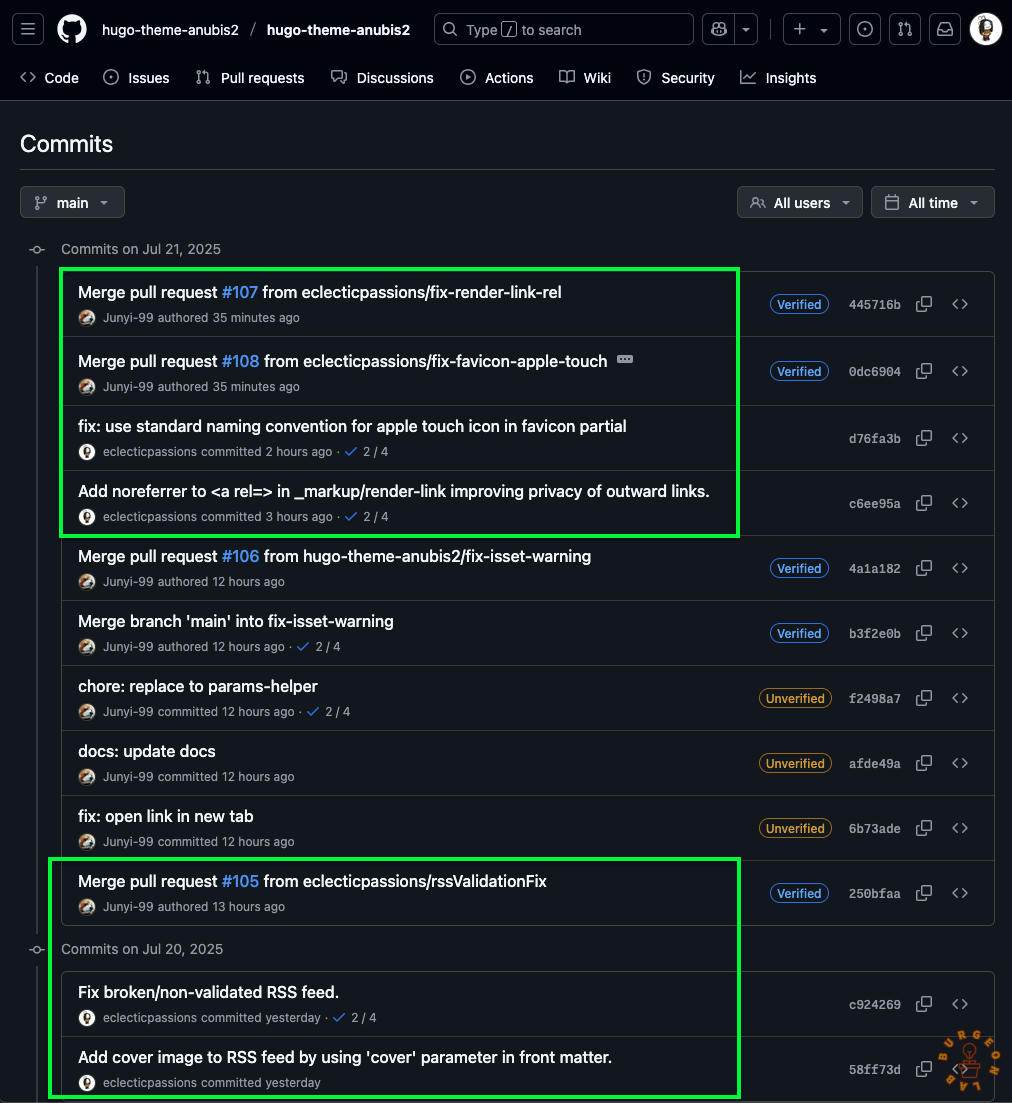 hugo-theme-anubis2 / hugo-theme-anubis2
Type / to search
Code Issues Pull requests Discussions Actions Wiki Security Insights
Commits
main
All users All time
Commits on Jul 21, 2025
Merge pull request #107 from eclecticpassions/fix-render-link-rel
Junyi-99 authored 35 minutes ago
Verified 445716b
Merge pull request #108 from eclecticpassions/fix-favicon-apple-touch
Junyi-99 authored 35 minutes ago
Verified 0dc6904
fix: use standard naming convention for apple touch icon in favicon partial
eclecticpassions committed 2 hours ago · 2 / 4
d76fa3b
Add noreferrer to <a rel=> in _markup/render-link improving privacy of outward links.
eclecticpassions committed 3 hours ago · 2 / 4
c6ee95a
Merge pull request #106 from hugo-theme-anubis2/fix-isset-warning
Junyi-99 authored 12 hours ago
Verified 4a1a182
Merge branch 'main' into fix-isset-warning
Junyi-99 authored 12 hours ago · 2 / 4
Verified b3f2e0b
chore: replace to params-helper
Junyi-99 committed 12 hours ago · 2 / 4
Unverified f2498a7
docs: update docs
Junyi-99 committed 12 hours ago
Unverified afde49a
fix: open link in new tab
Junyi-99 committed 12 hours ago
Unverified 6b73ade
Merge pull request #105 from eclecticpassions/rssValidationFix
Junyi-99 authored 13 hours ago
Verified 250bfaa
Commits on Jul 20, 2025
Fix broken/non-validated RSS feed.
eclecticpassions committed yesterday · 2 / 4
c924269
Add cover image to RSS feed by using 'cover' parameter in front matter.
eclecticpassions committed yesterday
58ff73d
BURGEON LAB